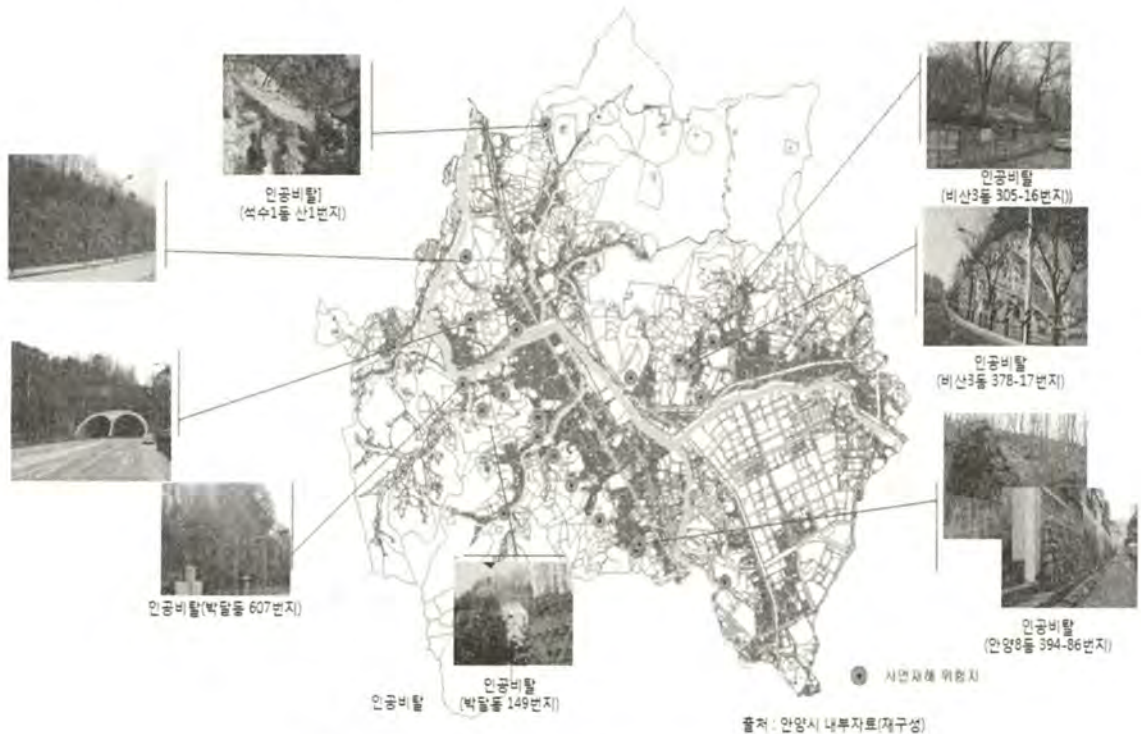 인공비탈]
(석수1동 산1번지)
인공비탈
(비산3동 305-16번지))
인공비탈
(비산3동 378-17번지)
인공비탈(박달동 607번지)
인공비탈
(안양8동 394-86번지)
인공비탈
인공비탈
(박달동 149번지)
사면재해 위험지
출처 : 안양시 내부자료(재구성)